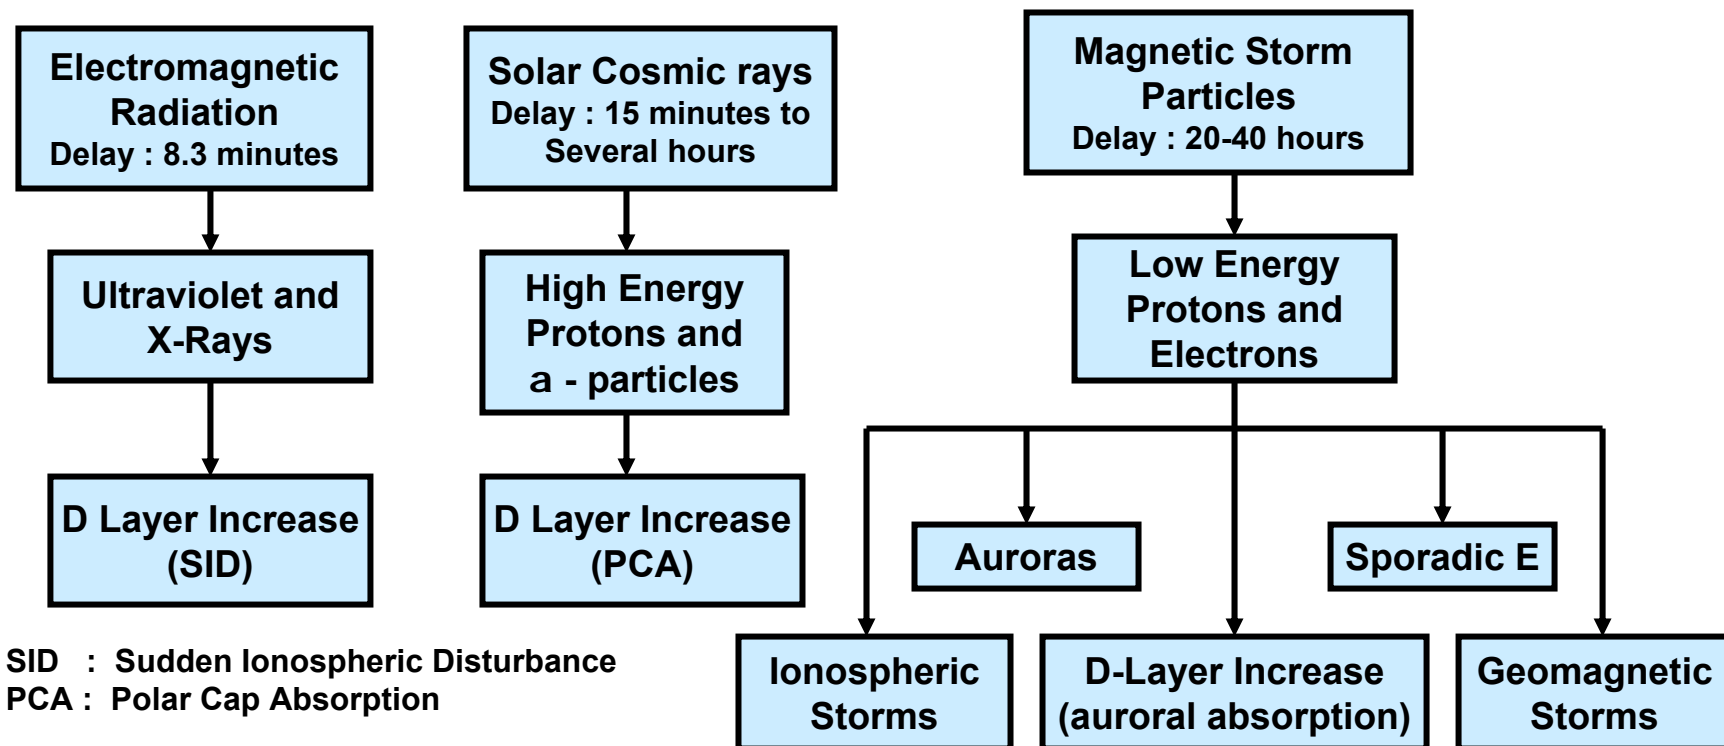 Electromagnetic
Radiation
Delay : 8.3 minutes
Ultraviolet and
X-Rays
D Layer Increase
(SID)
Solar Cosmic rays
Delay : 15 minutes to
Several hours
High Energy
Protons and
a - particles
D Layer Increase
(PCA)
Magnetic Storm
Particles
Delay : 20-40 hours
Low Energy
Protons and
Electrons
Auroras
Sporadic E
Ionospheric
Storms
D-Layer Increase
(auroral absorption)
Geomagnetic
Storms
SID : Sudden Ionospheric Disturbance
PCA : Polar Cap Absorption